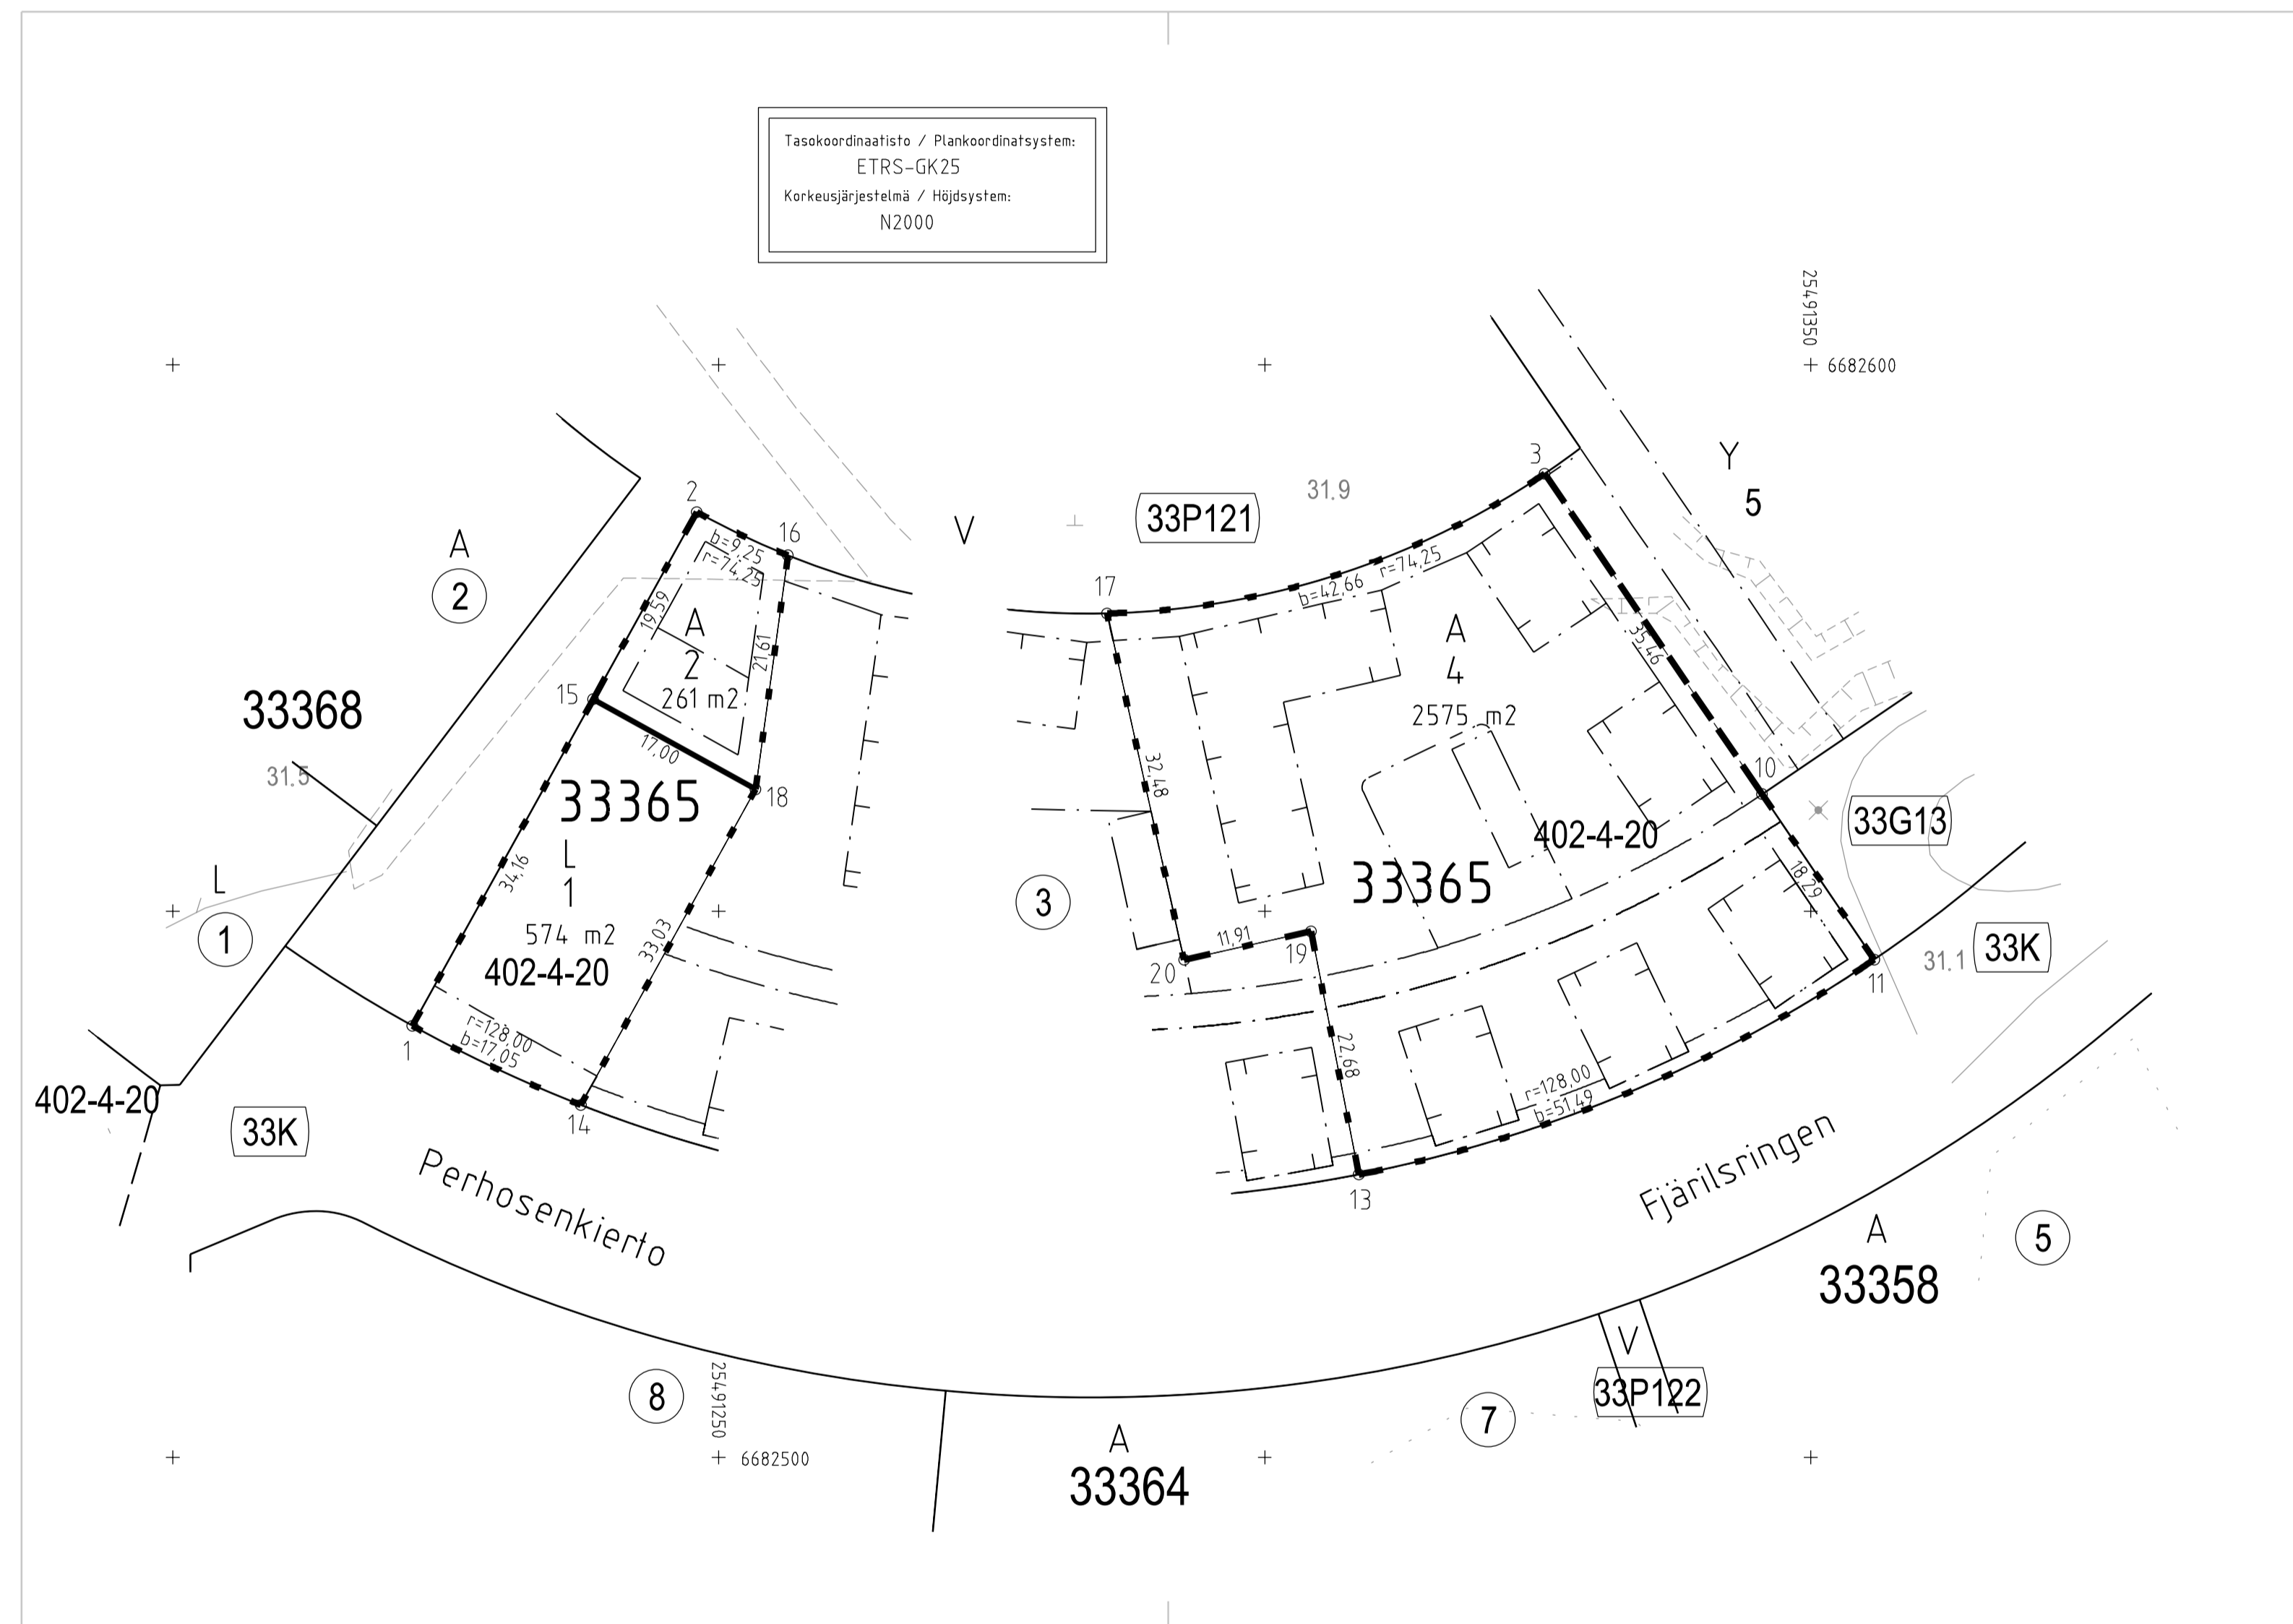 Tasokoordinaatisto / Plankoordinatsystem:
ETRS-GK25
Korkeusjärjestelmä / Höjdsystem:
N2000
25491350
6682600
3
Y
5
31.9
33P121
V
2
16
b=9,25
r=74,25
A
2
17
b=42,66
r=74,25
19,59
A
2
261 m2
21,61
A
4
2575 m2
35,46
15
33368
31.5
17,00
33365
18
32,48
10
33G13
402-4-20
L
1
34,16
L
1
574 m2
402-4-20
33,03
3
33365
18,29
11,91
20
19
11
31.1
33K
1
r=128,00
b=17,05
14
22,68
r=128,00
b=51,49
402-4-20
33K
13
Perhosenkierto
Fjärilsringen
A
33358
5
8
25491250
6682500
V
33P122
7
A
33364